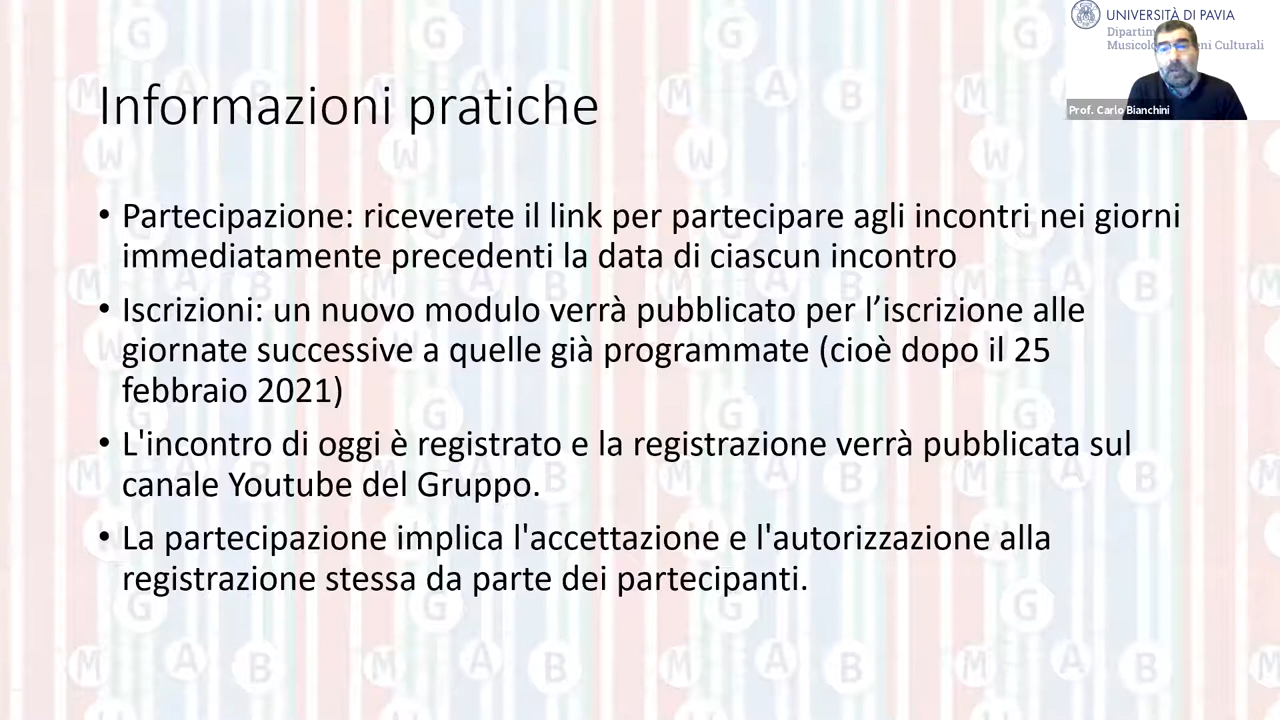 UNIVERSITÀ DI PAVIA
Musicolo eni Culturali
Prof. Carlo Bianchini
Informazioni pratiche
• Partecipazione: riceverete il link per partecipare agli incontri nei giorni
immediatamente precedenti la data di ciascun incontro
• Iscrizioni: un nuovo modulo verrà pubblicato per l’iscrizione alle
giornate successive a quelle già programmate (cioè dopo il 25
febbraio 2021)
• L'incontro di oggi è registrato e la registrazione verrà pubblicata sul
canale Youtube del Gruppo.
• La partecipazione implica l'accettazione e l'autorizzazione alla
registrazione stessa da parte dei partecipanti.